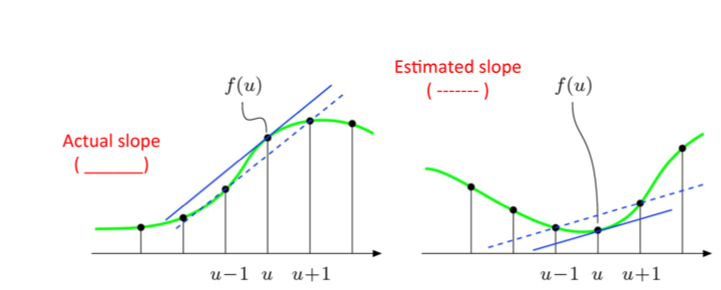 Estimated slope
( ------- )
f(u)
f(u)
Actual slope
( _______)
u−1 u u+1
u−1 u u+1